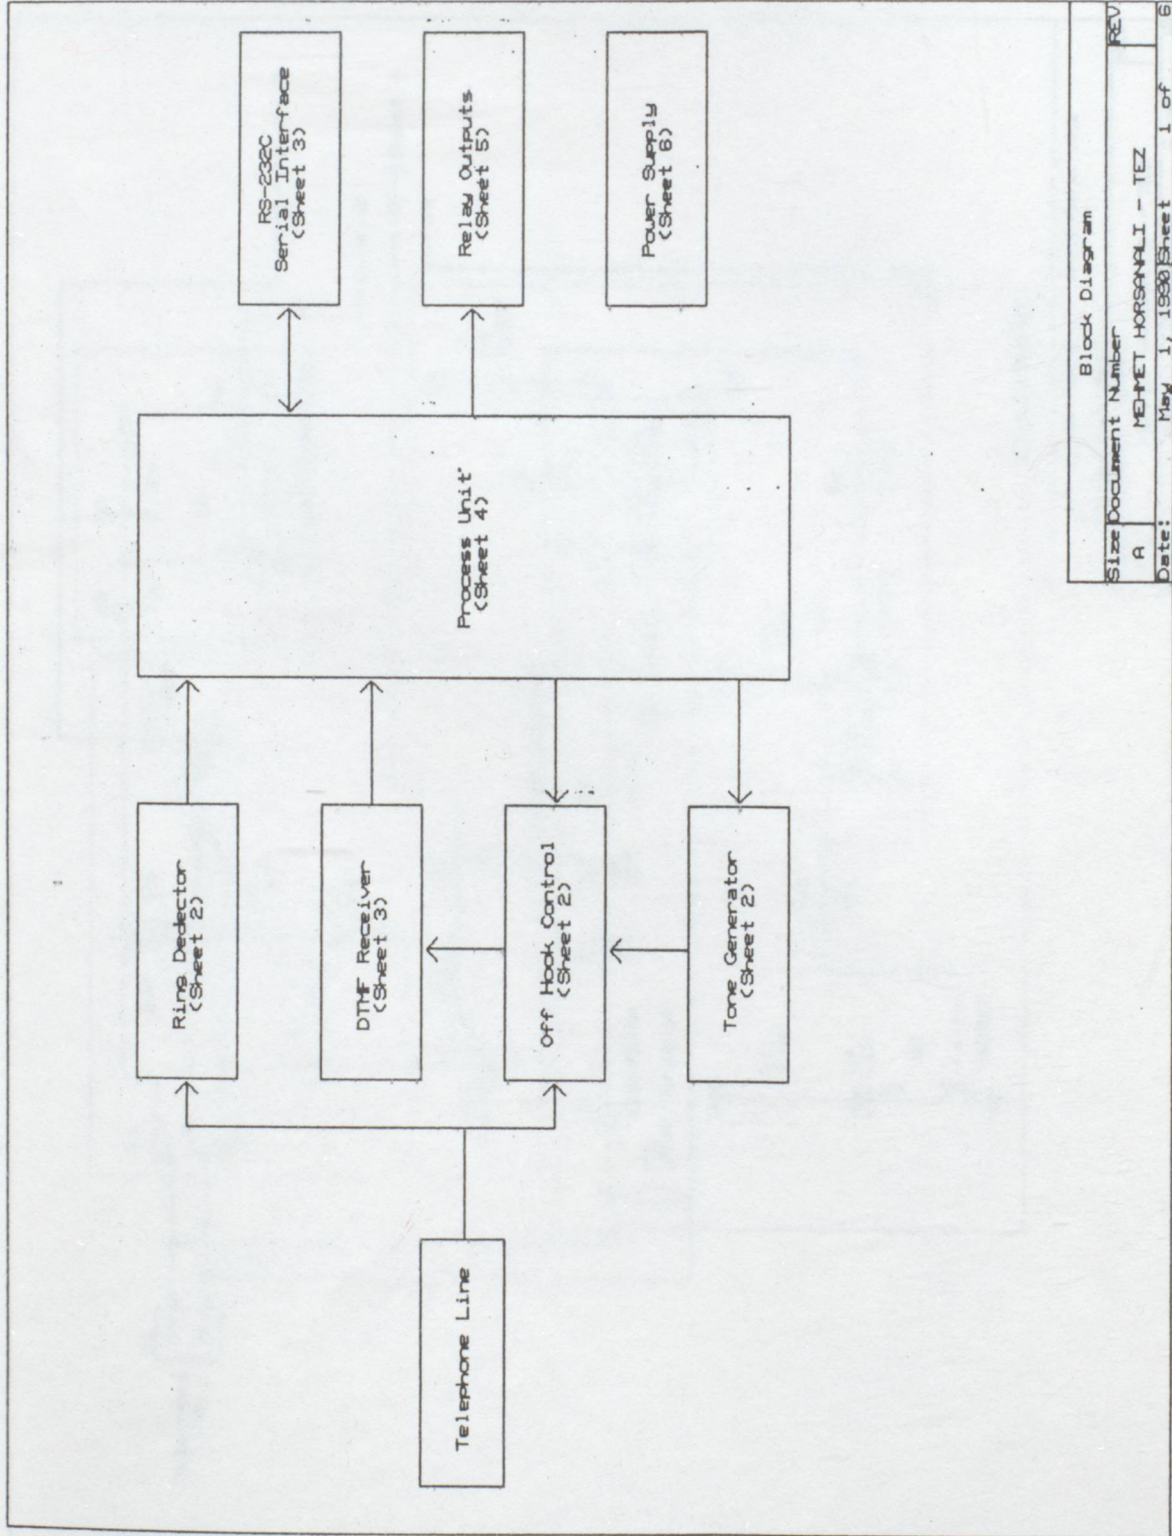 Telephone Line
Ring Dedector
(Sheet 2)
DTMF Receiver
(Sheet 3)
Off Hook Control
(Sheet 2)
Tone Generator
(Sheet 2)
Process Unit
(Sheet 4)
RS-232C
Serial Interface
(Sheet 3)
Relay Outputs
(Sheet 5)
Power Supply
(Sheet 6)
Block Diagram
Size Document Number REV
A MEHMET HORSANALI - TEZ
Date: May 1, 1990 Sheet 1 of 6